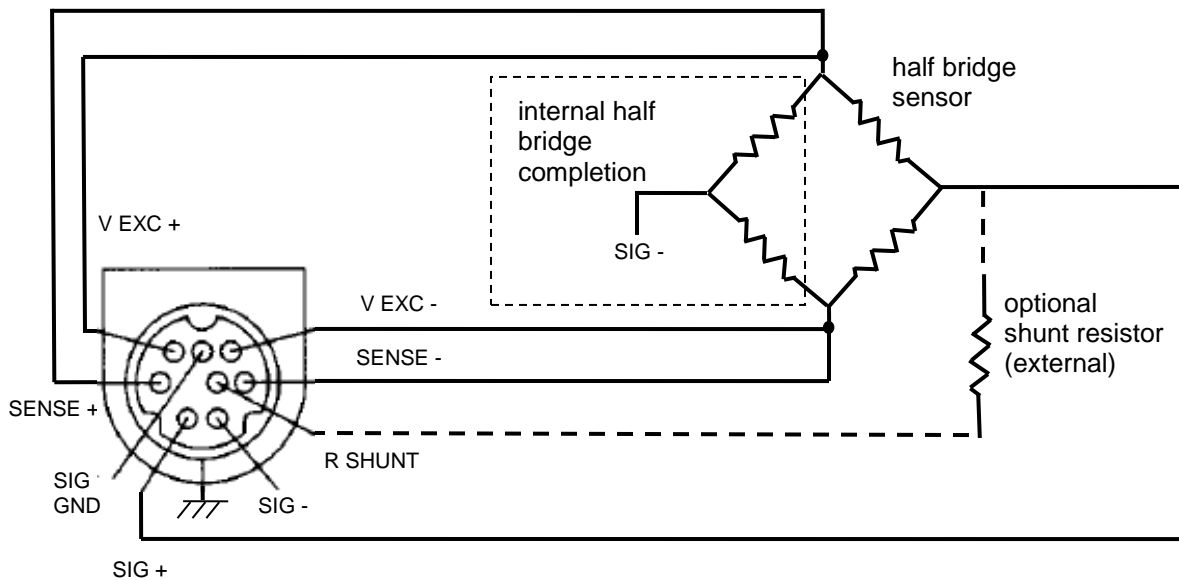 half bridge
sensor
internal half
bridge
completion
V EXC +
SIG -
V EXC -
optional
shunt resistor
(external)
SENSE -
SENSE +
R SHUNT
SIG
GND
SIG -
SIG +